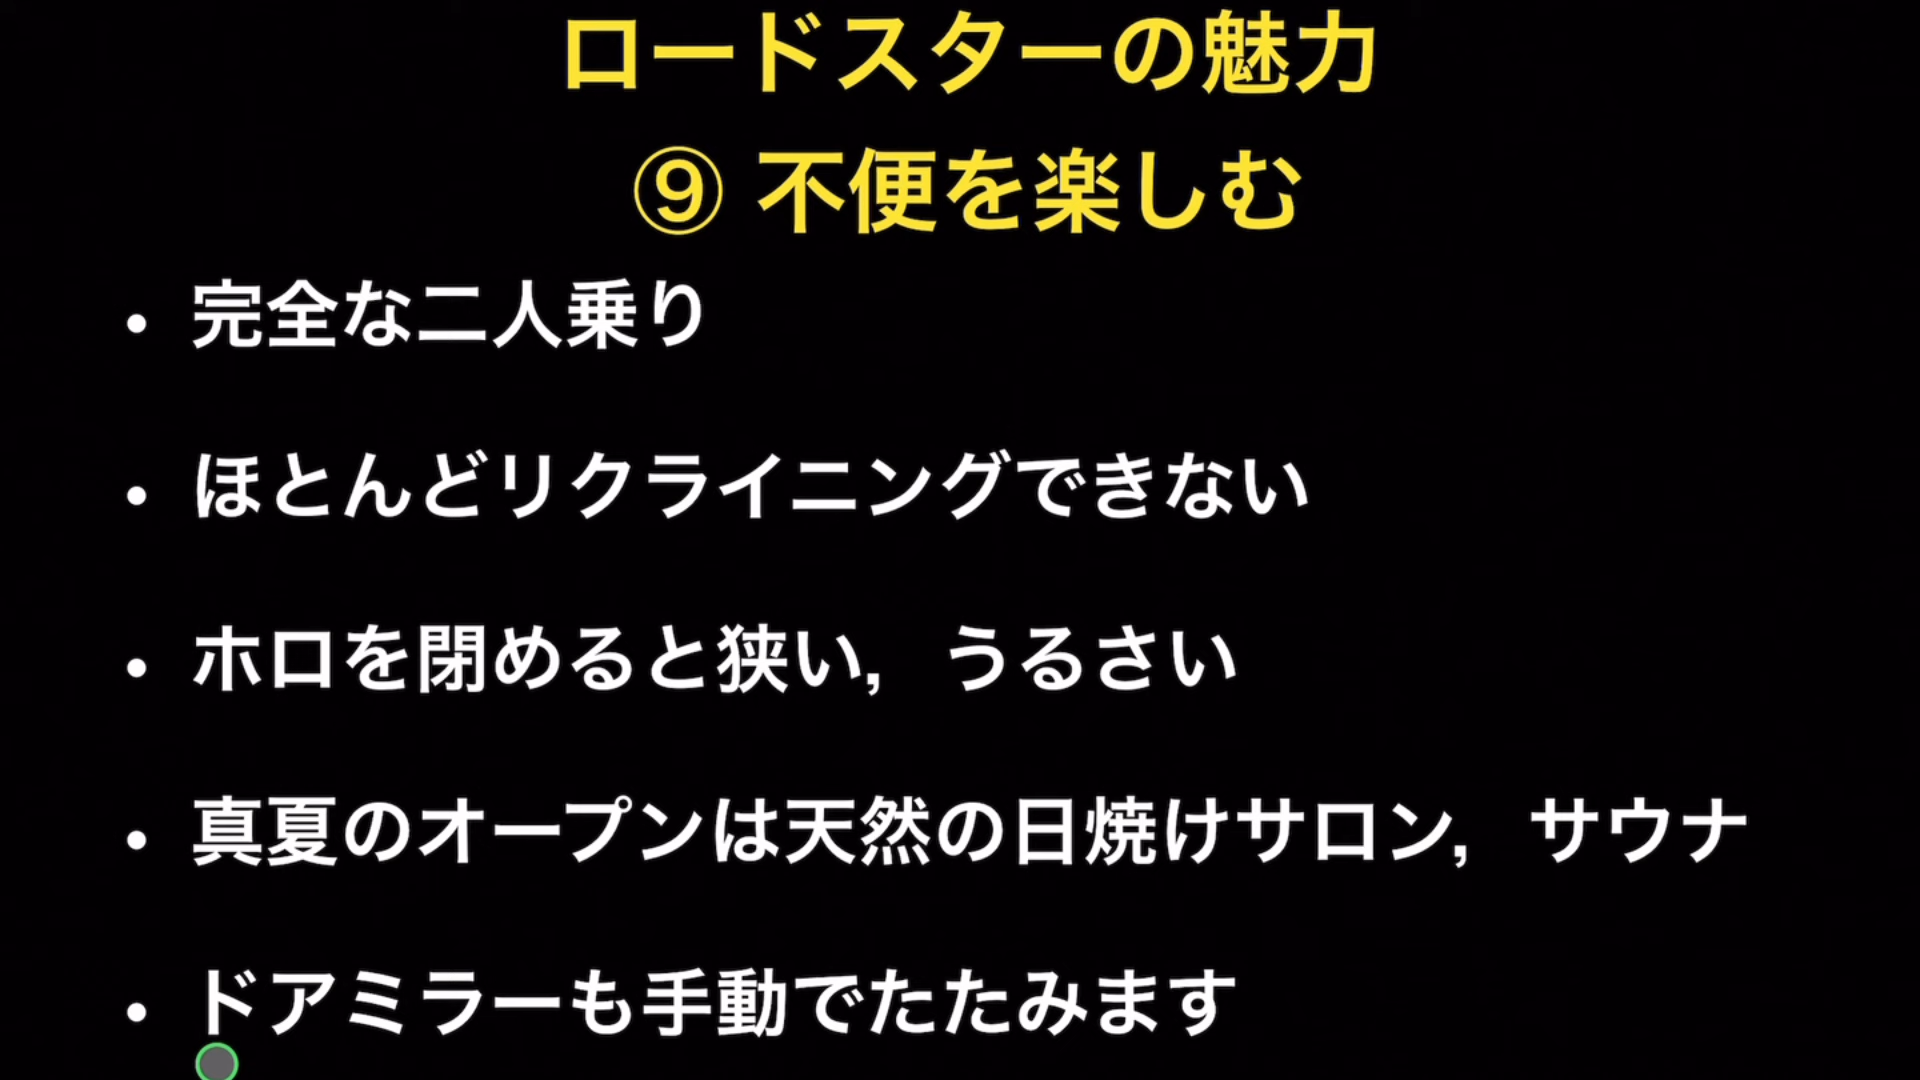 ロードスターの魅力
⑨ 不便を楽しむ
• 完全な二人乗り
• ほとんどリクライニングできない
• ホロを閉めると狭い, うるさい
• 真夏のオープンは天然の日焼けサロン, サウナ
• ドアミラーも手動でたたみます